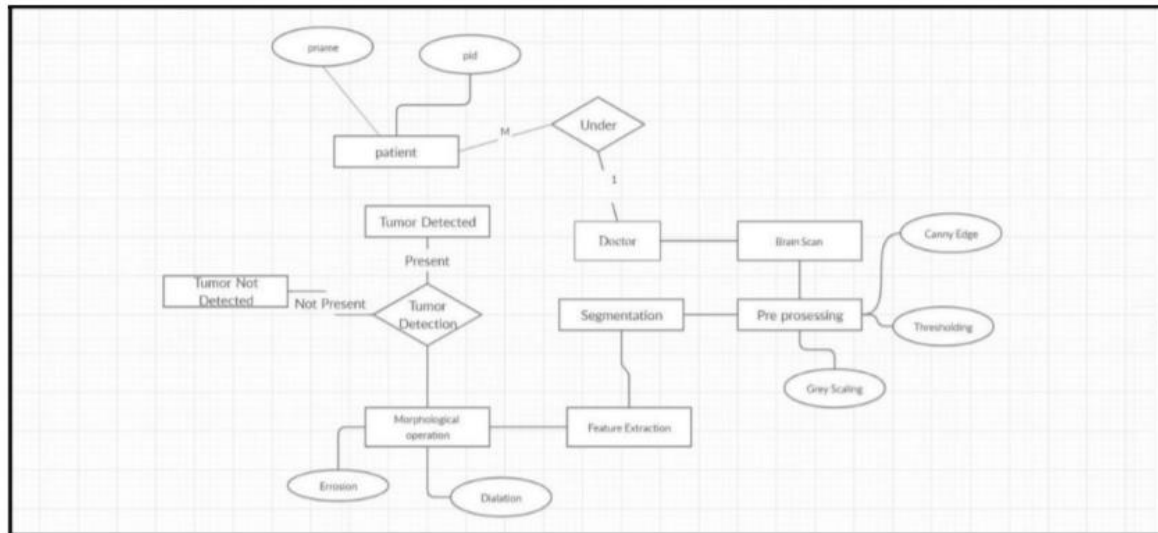 pname
pid
Under
M
patient
1
Tumor Detected
Doctor
Brain Scan
Canny Edge
Present
Tumor Not
Detected
Not Present
Tumor
Detection
Segmentation
Pre prosessing
Thresholding
Grey Scaling
Morphological
operation
Feature Extraction
Errosion
Dialation